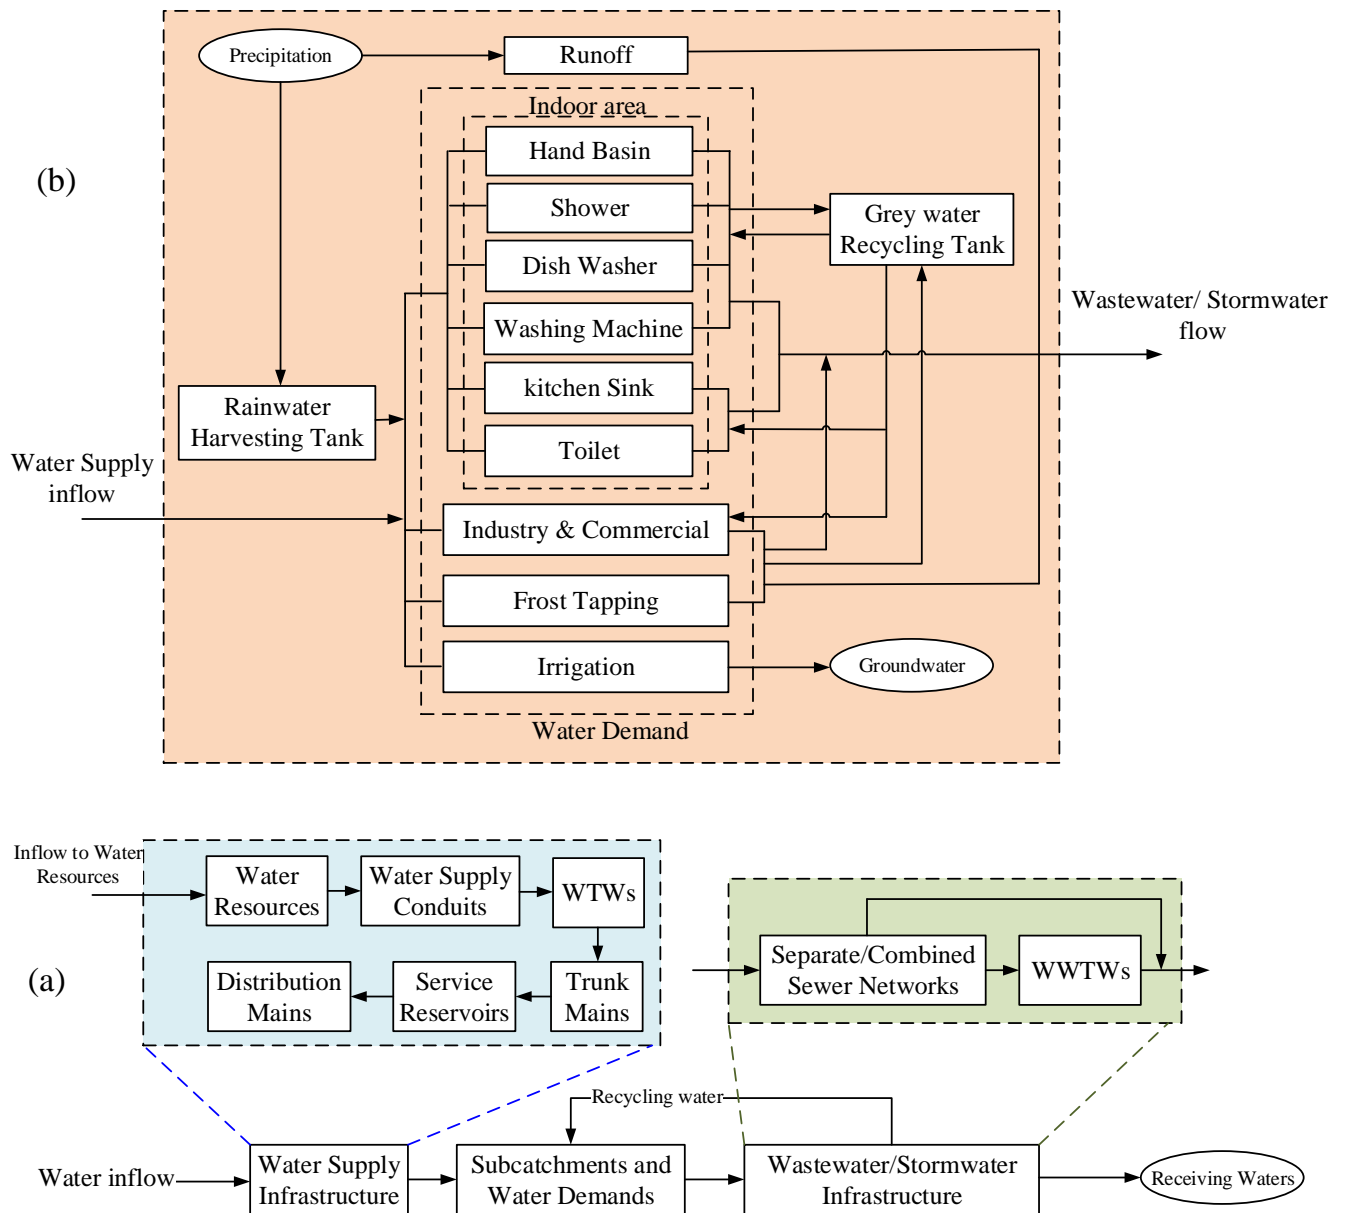 Precipitation
Runoff
Indoor area
Hand Basin
(b)
Shower
Grey water
Recycling Tank
Dish Washer
Wastewater/ Stormwater
flow
Washing Machine
kitchen Sink
Rainwater
Harvesting Tank
Toilet
Water Supply
inflow
Industry & Commercial
Frost Tapping
Irrigation
Groundwater
Water Demand
Inflow to Water
Resources
Water
Resources
Water Supply
Conduits
WTWs
(a)
Distribution
Mains
Service
Reservoirs
Trunk
Mains
Separate/Combined
Sewer Networks
WWTWs
Recycling water
Water inflow
Water Supply
Infrastructure
Subcatchments and
Water Demands
Wastewater/Stormwater
Infrastructure
Receiving Waters